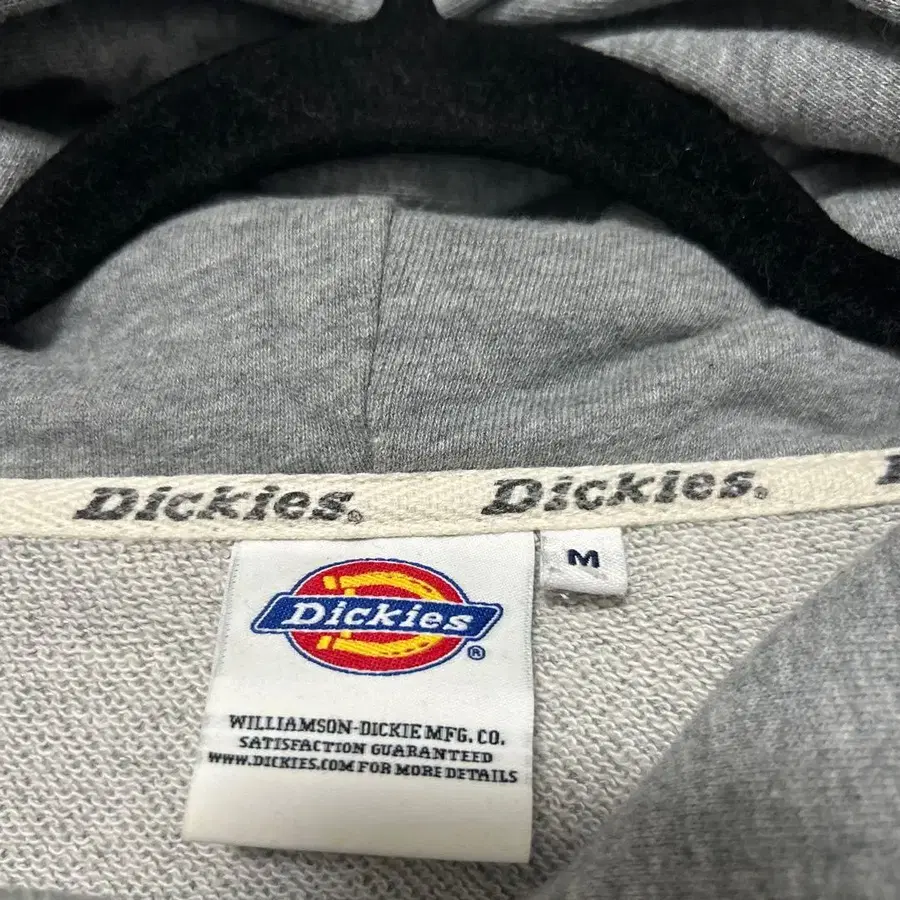 Dickies® Dickies®
M
Dickies®
WILLIAMSON-DICKIE MFG. CO.
SATISFACTION GUARANTEED
WWW.DICKIES.COM FOR MORE DETAILS